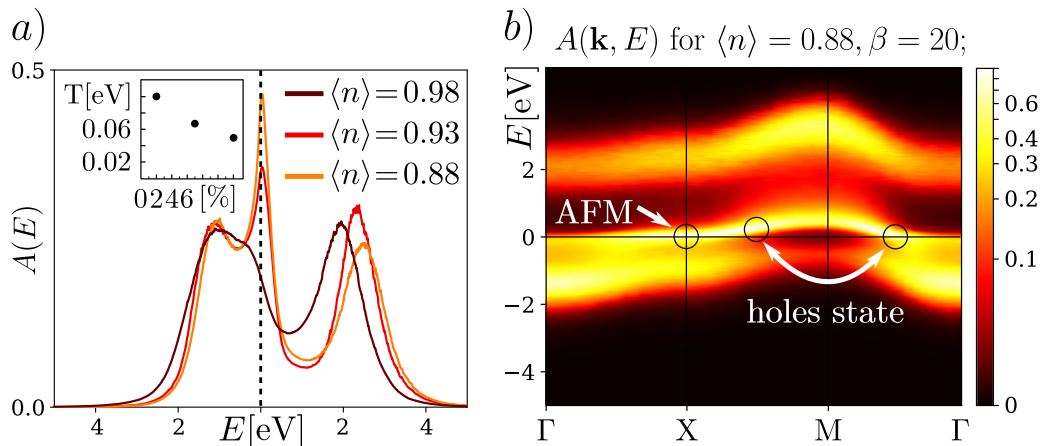 a)
0.5
T[eV]
0.06
0.02
0246[%]
⟨n⟩=0.98
⟨n⟩=0.93
⟨n⟩=0.88
A(E)
0.0
4 2 E[eV] 2 4
b) A(k, E) for ⟨n⟩ = 0.88, β = 20;
E[eV]
2
0
−2
−4
AFM
holes state
Γ X M Γ
0.6
0.4
0.3
0.2
0.1
0